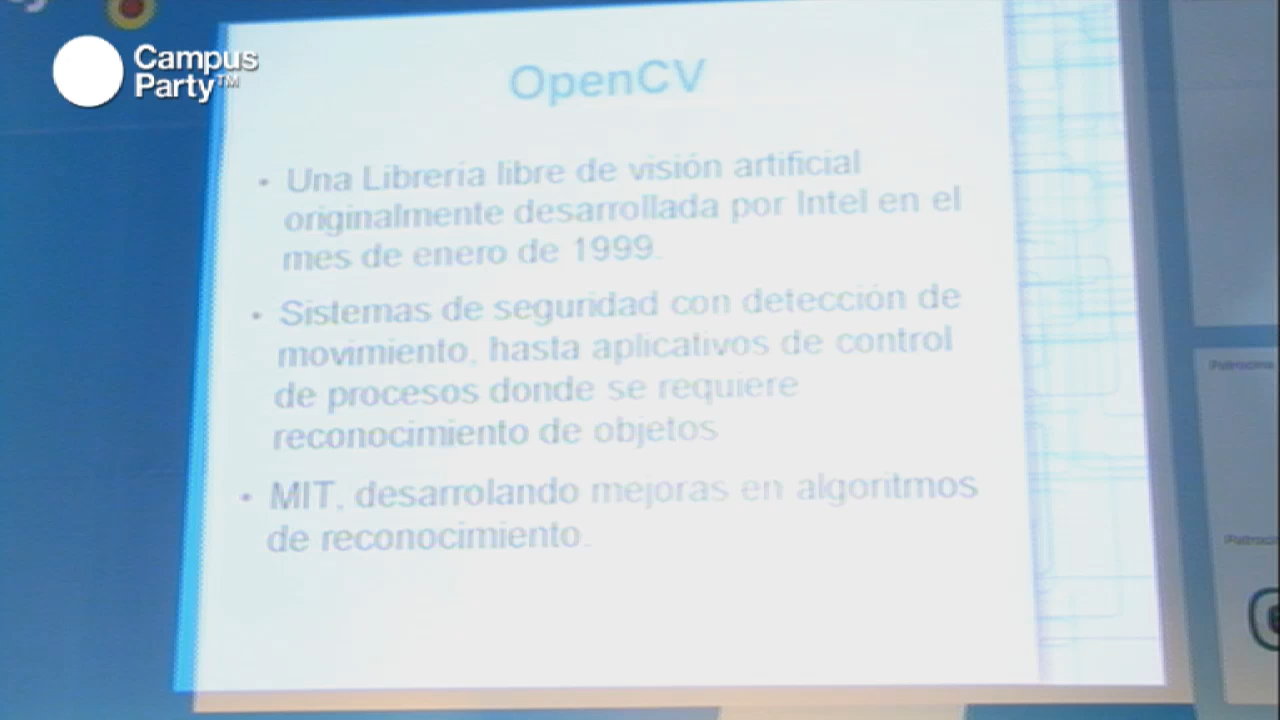 Campus
Party™
OpenCV
• Una Librería libre de visión artificial
originalmente desarrollada por Intel en el
mes de enero de 1999.
• Sistemas de seguridad con detección de
movimiento, hasta aplicativos de control
de procesos donde se requiere
reconocimiento de objetos
• MIT, desarrolando mejoras en algoritmos
de reconocimiento.